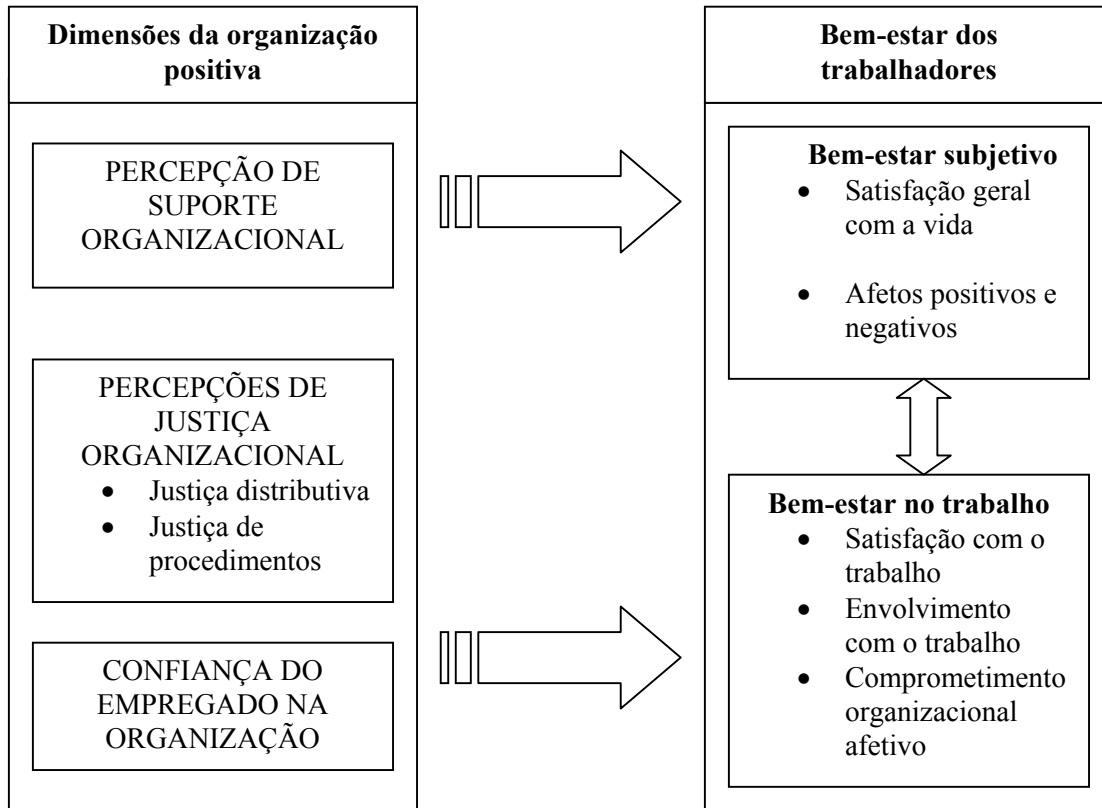 Dimensões da organização
positiva
PERCEPÇÃO DE
SUPORTE
ORGANIZACIONAL
PERCEPÇÕES DE
JUSTIÇA
ORGANIZACIONAL
• Justiça distributiva
• Justiça de
procedimentos
CONFIANÇA DO
EMPREGADO NA
ORGANIZAÇÃO
Bem-estar dos
trabalhadores
Bem-estar subjetivo
• Satisfação geral
com a vida
• Afetos positivos e
negativos
Bem-estar no trabalho
• Satisfação com o
trabalho
• Envolvimento
com o trabalho
• Comprometimento
organizacional
afetivo